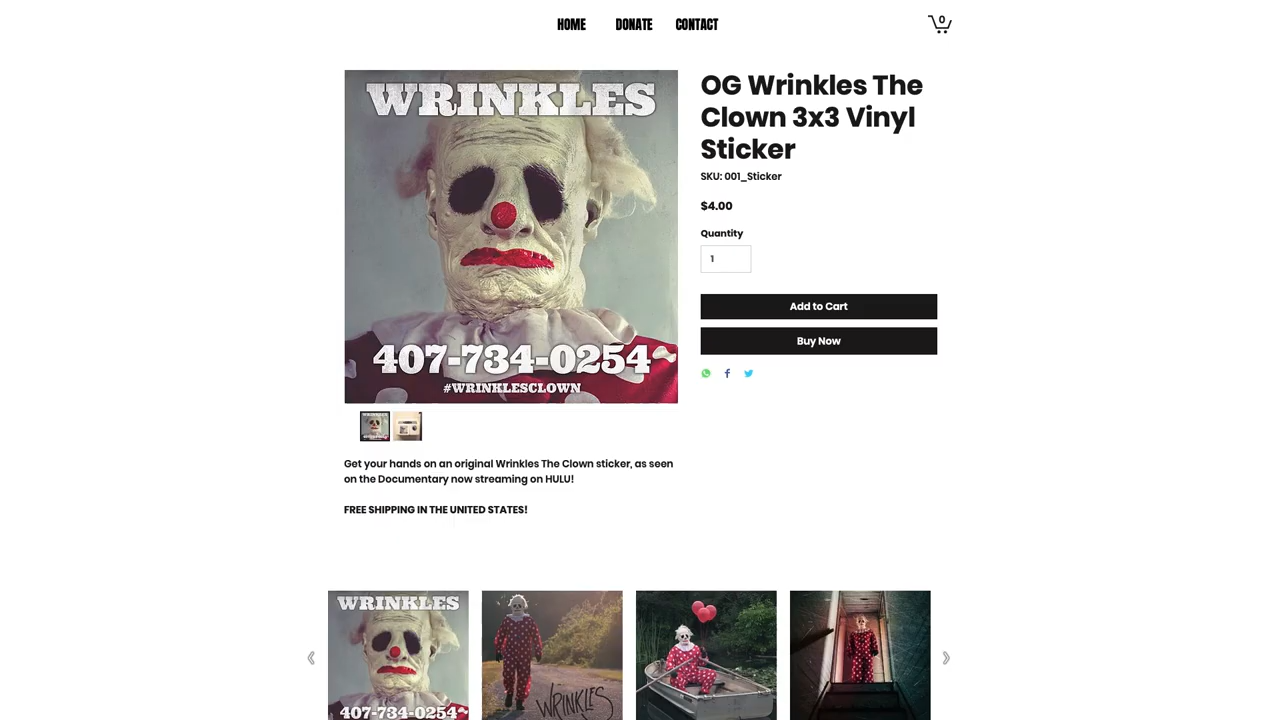 HOME DONATE CONTACT
0
WRINKLES
407-734-0254
#WRINKLESCLOWN
OG Wrinkles The
Clown 3x3 Vinyl
Sticker
SKU: 001_Sticker
$4.00
Quantity
1
Add to Cart
Buy Now
WRINKLES
Get your hands on an original Wrinkles The Clown sticker, as seen
on the Documentary now streaming on HULU!
FREE SHIPPING IN THE UNITED STATES!
WRINKLES
407-734-0254
WRINKLES